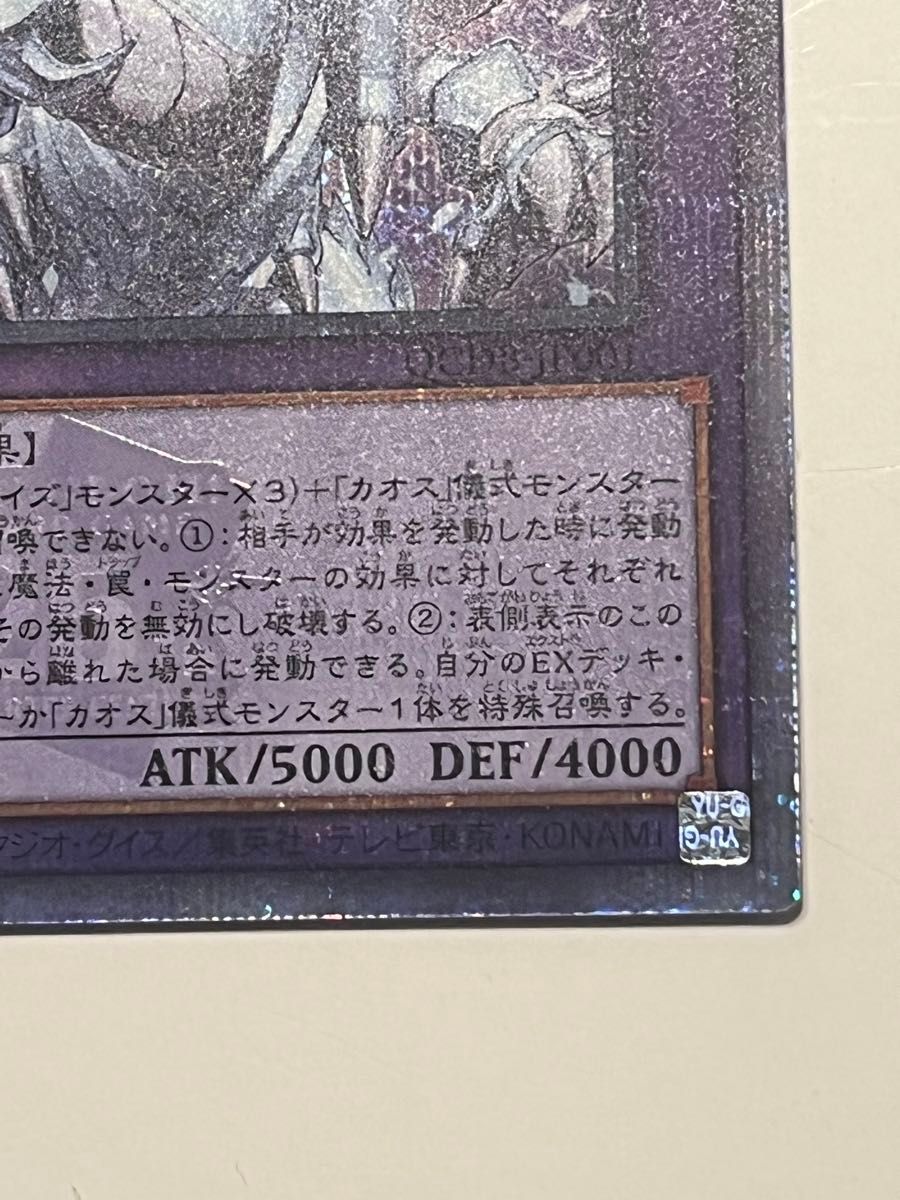 QCDB-JP001
果】
イズ」モンスター×3)+「カオス」儀式モンスター
喚できない。①:相手が効果を発動した時に発動
魔法・罠・モンスターの効果に対してそれぞれ
その発動を無効にし破壊する。②:表側表示のこの
から離れた場合に発動できる。自分のEXデッキ・
か「カオス」儀式モンスター1体を特殊召喚する。
ATK/5000 DEF/4000
タジオ・ダイス/集英社・テレビ東京・KONAMI
YU-G
YU-G